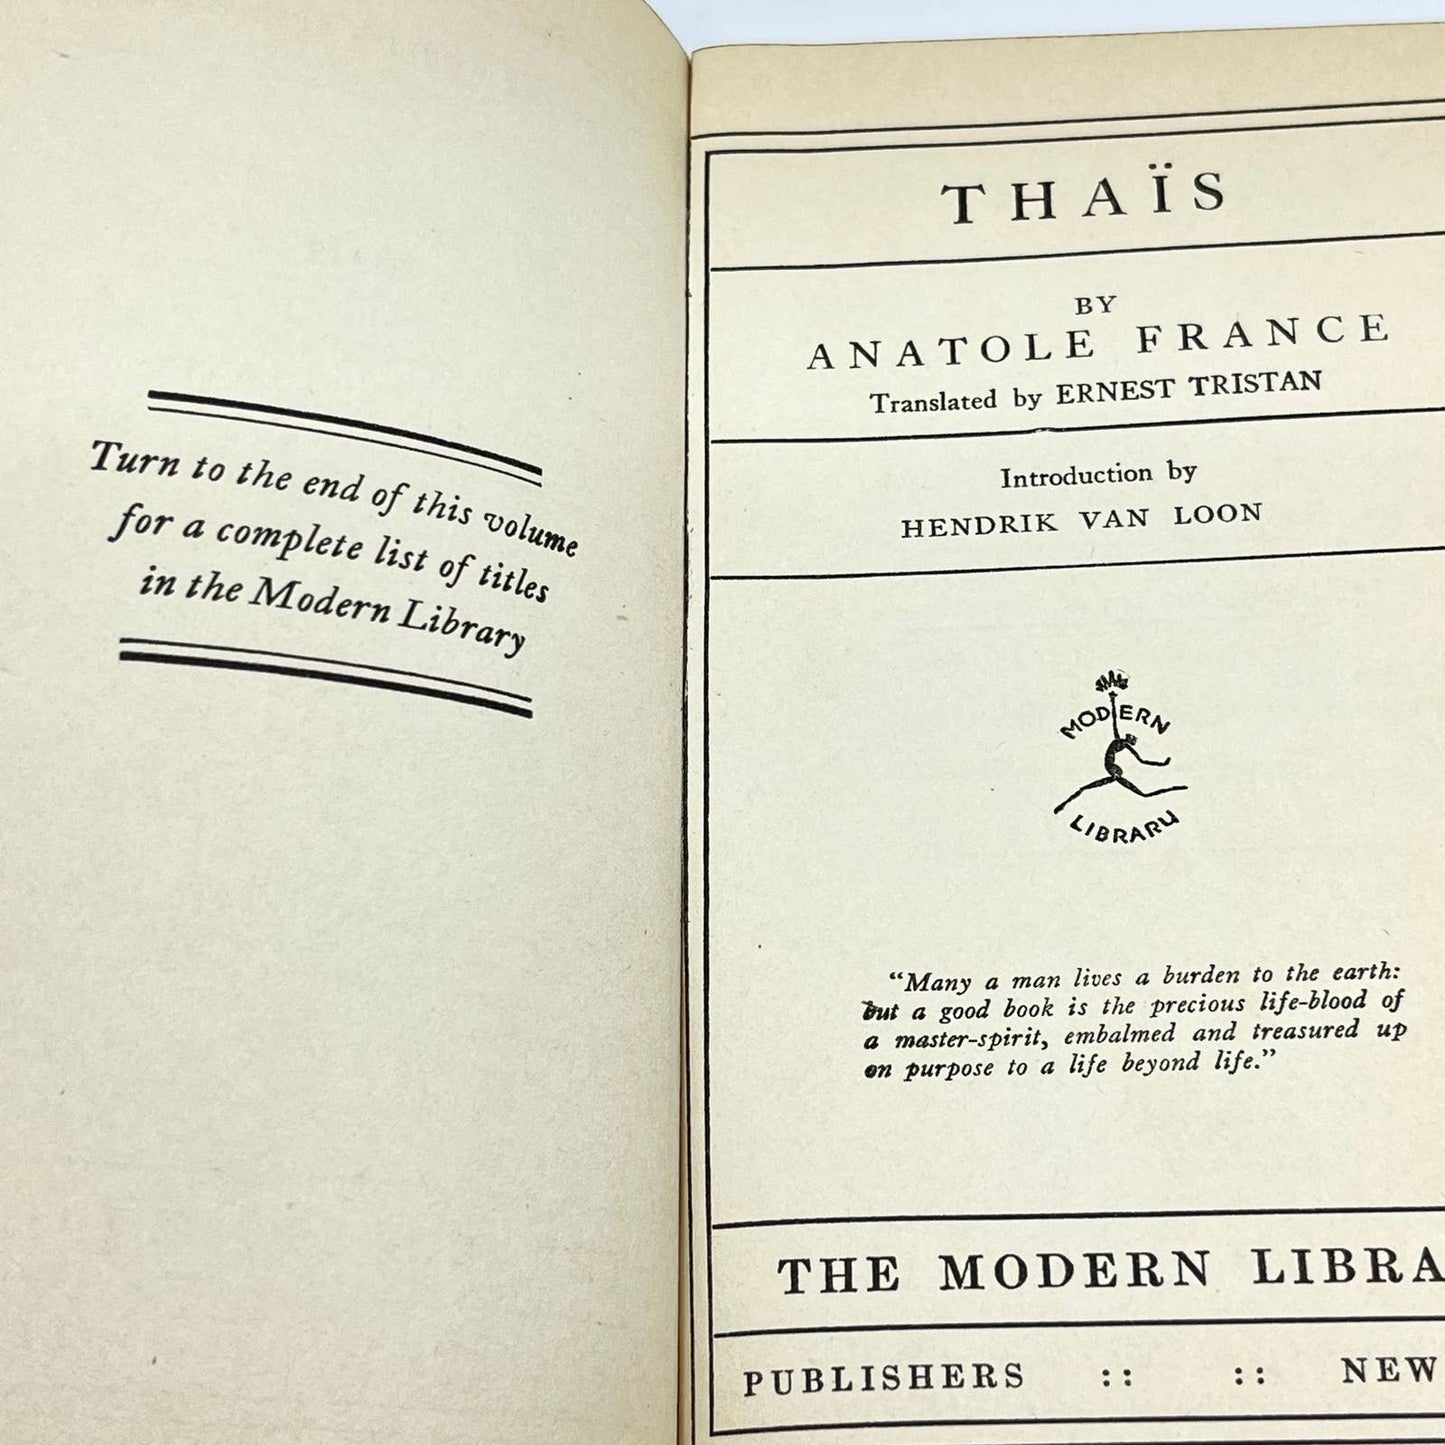 Turn to the end of this volume
for a complete list of titles
in the Modern Library
THAÏS
BY
ANATOLE FRANCE
Translated by ERNEST TRISTAN
Introduction by
HENDRIK VAN LOON
MODERN
LIBRARY
"Many a man lives a burden to the earth:
but a good book is the precious life-blood of
a master-spirit, embalmed and treasured up
on purpose to a life beyond life."
THE MODERN LIBRA
PUBLISHERS :: :: NEW